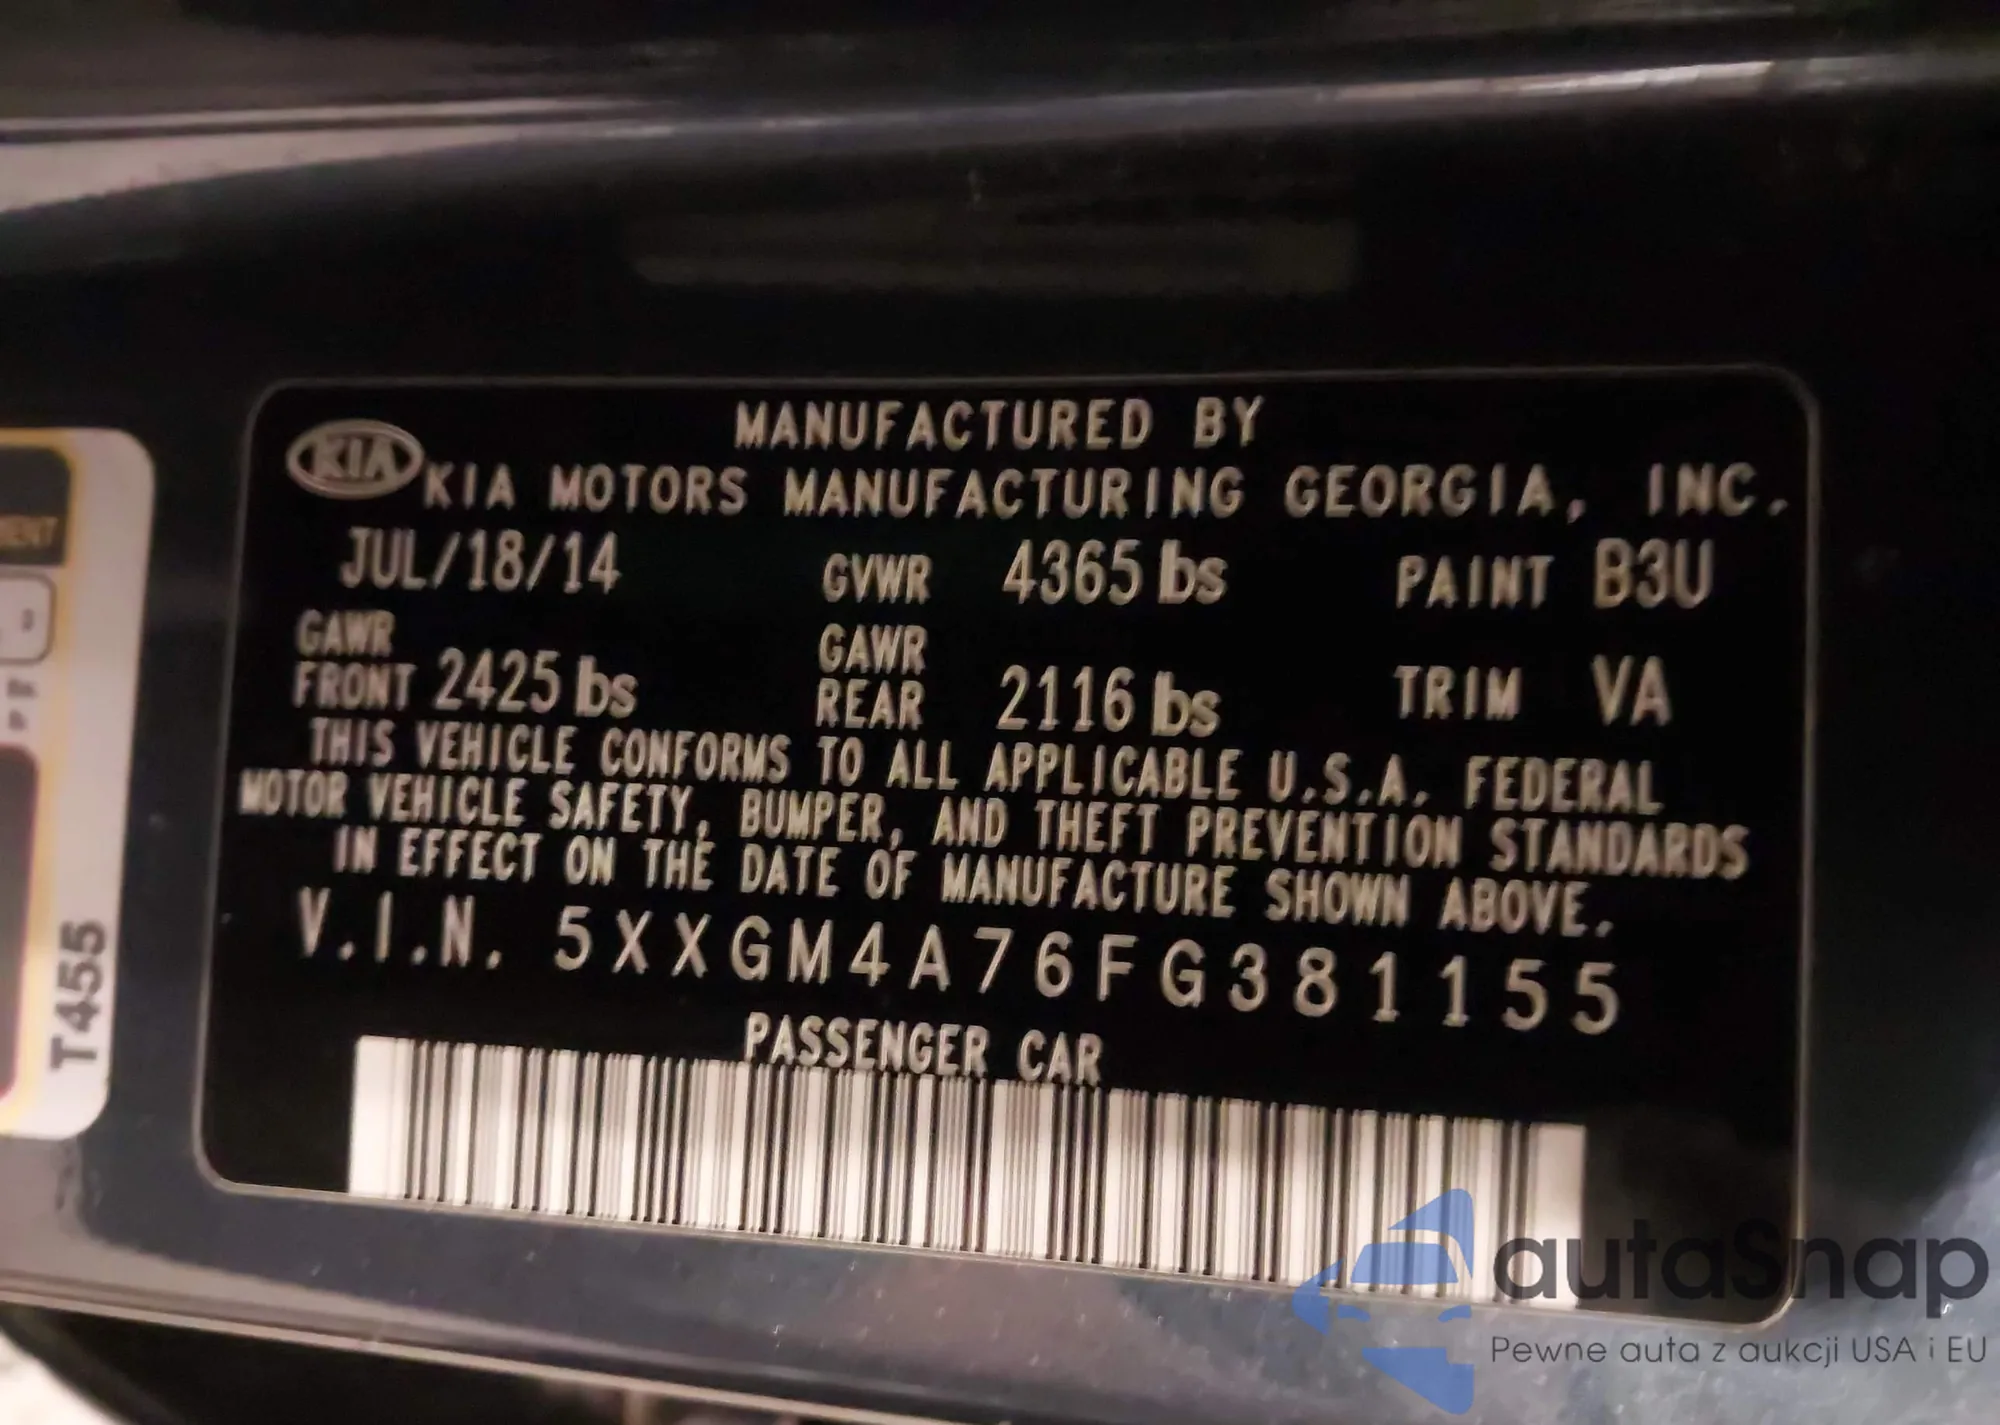 MANUFACTURED BY
KIA KIA MOTORS MANUFACTURING GEORGIA, INC.
JUL/18/14 GVWR 4365 lbs PAINT B3U
GAWR FRONT 2425 lbs GAWR REAR 2116 lbs TRIM VA
THIS VEHICLE CONFORMS TO ALL APPLICABLE U.S.A. FEDERAL
MOTOR VEHICLE SAFETY, BUMPER, AND THEFT PREVENTION STANDARDS
IN EFFECT ON THE DATE OF MANUFACTURE SHOWN ABOVE.
V.I.N. 5XXGM4A76FG381155
PASSENGER CAR
T455
autaSnap
Pewne auta z aukcji USA i EU